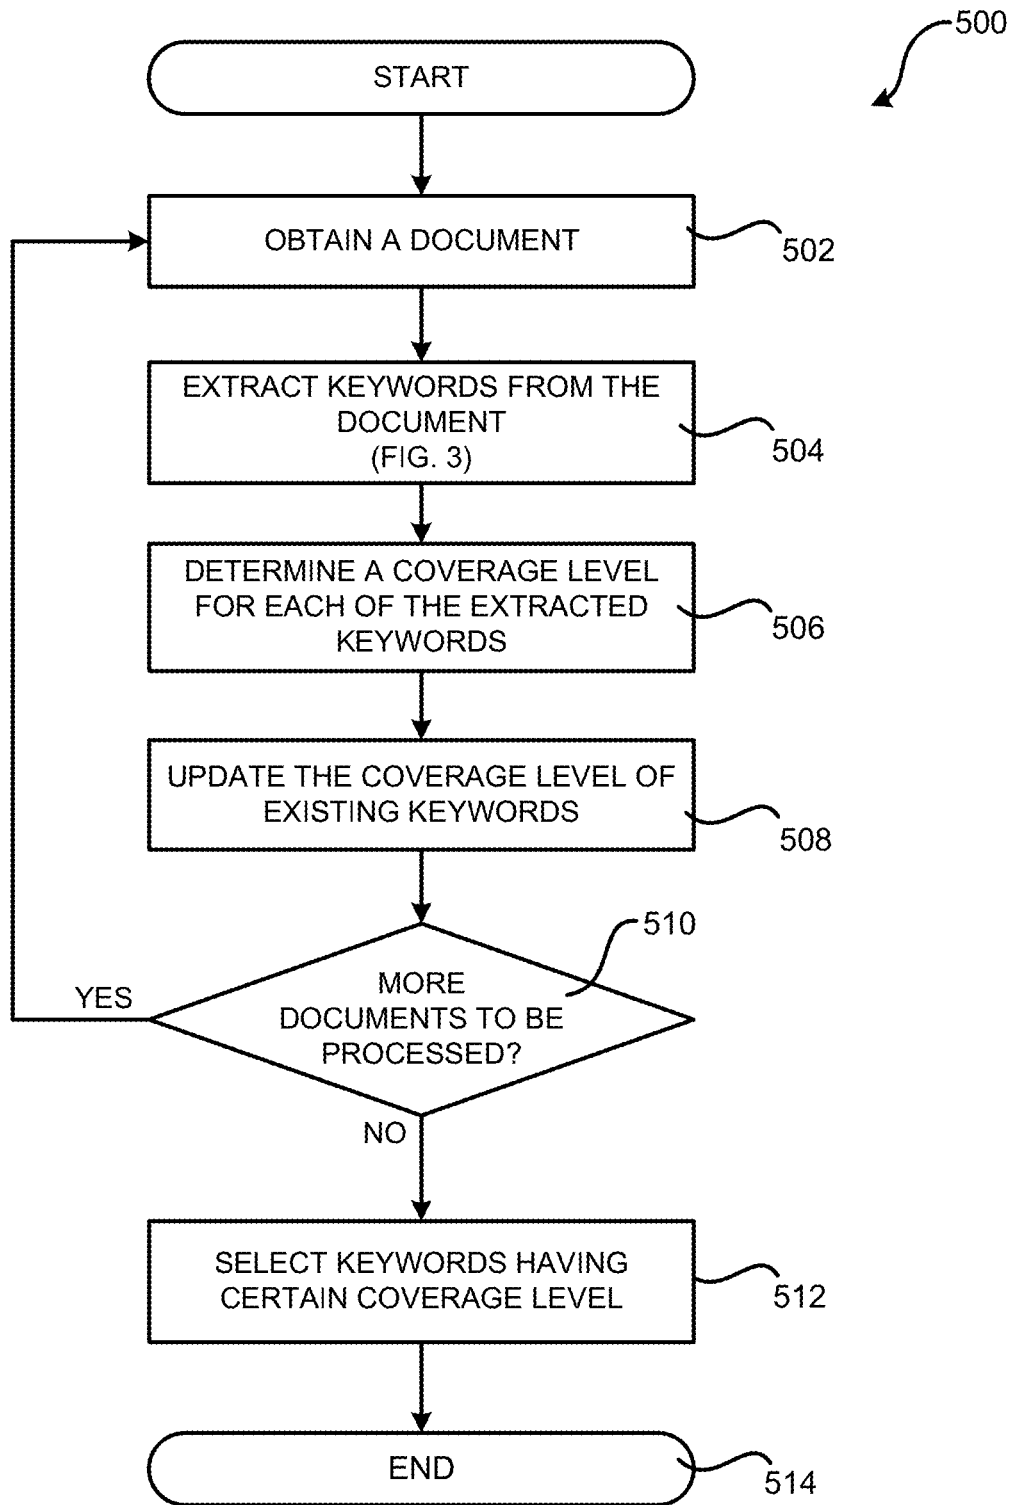 500
START
OBTAIN A DOCUMENT
502
EXTRACT KEYWORDS FROM THE
DOCUMENT
(FIG. 3)
504
DETERMINE A COVERAGE LEVEL
FOR EACH OF THE EXTRACTED
KEYWORDS
506
UPDATE THE COVERAGE LEVEL OF
EXISTING KEYWORDS
508
510
YES
MORE
DOCUMENTS TO BE
PROCESSED?
NO
SELECT KEYWORDS HAVING
CERTAIN COVERAGE LEVEL
512
END
514